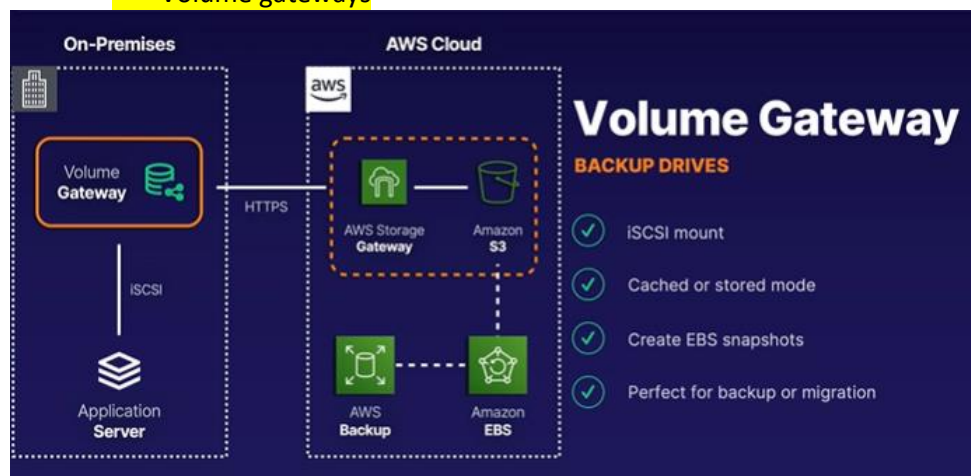 Volume gateways
On-Premises
AWS Cloud
aws
Volume Gateway
BACKUP DRIVES
Volume
Gateway
HTTPS
AWS Storage
Gateway
Amazon
S3
iSCSI
iSCSI mount
Cached or stored mode
Create EBS snapshots
Perfect for backup or migration
Application
Server
AWS
Backup
Amazon
EBS